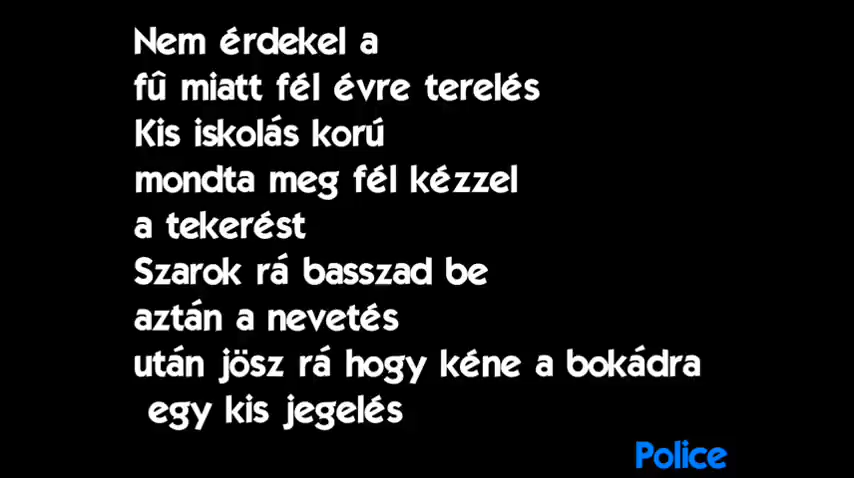 Nem érdekel a
fû miatt fél évre terelés
Kis iskolás korú
mondta meg fél kézzel
a tekerést
Szarok rá basszad be
aztán a nevetés
után jösz rá hogy kéne a bokádra
egy kis jegelés
Police